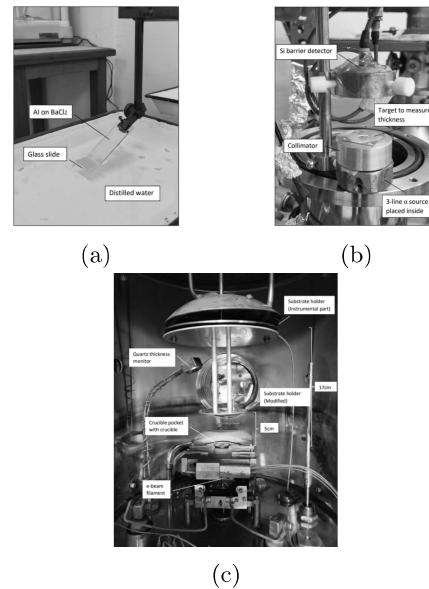 Al on BaCl2
Glass slide
Distilled water
(a)
Si barrier detector
Target to measure
thickness
Collimator
3-line α source
placed inside
(b)
Substrate holder
(Instrumental part)
Quartz thickness
monitor
17cm
Substrate holder
(Modified)
Crucible pocket
with crucible
5cm
e-beam
filament
(c)